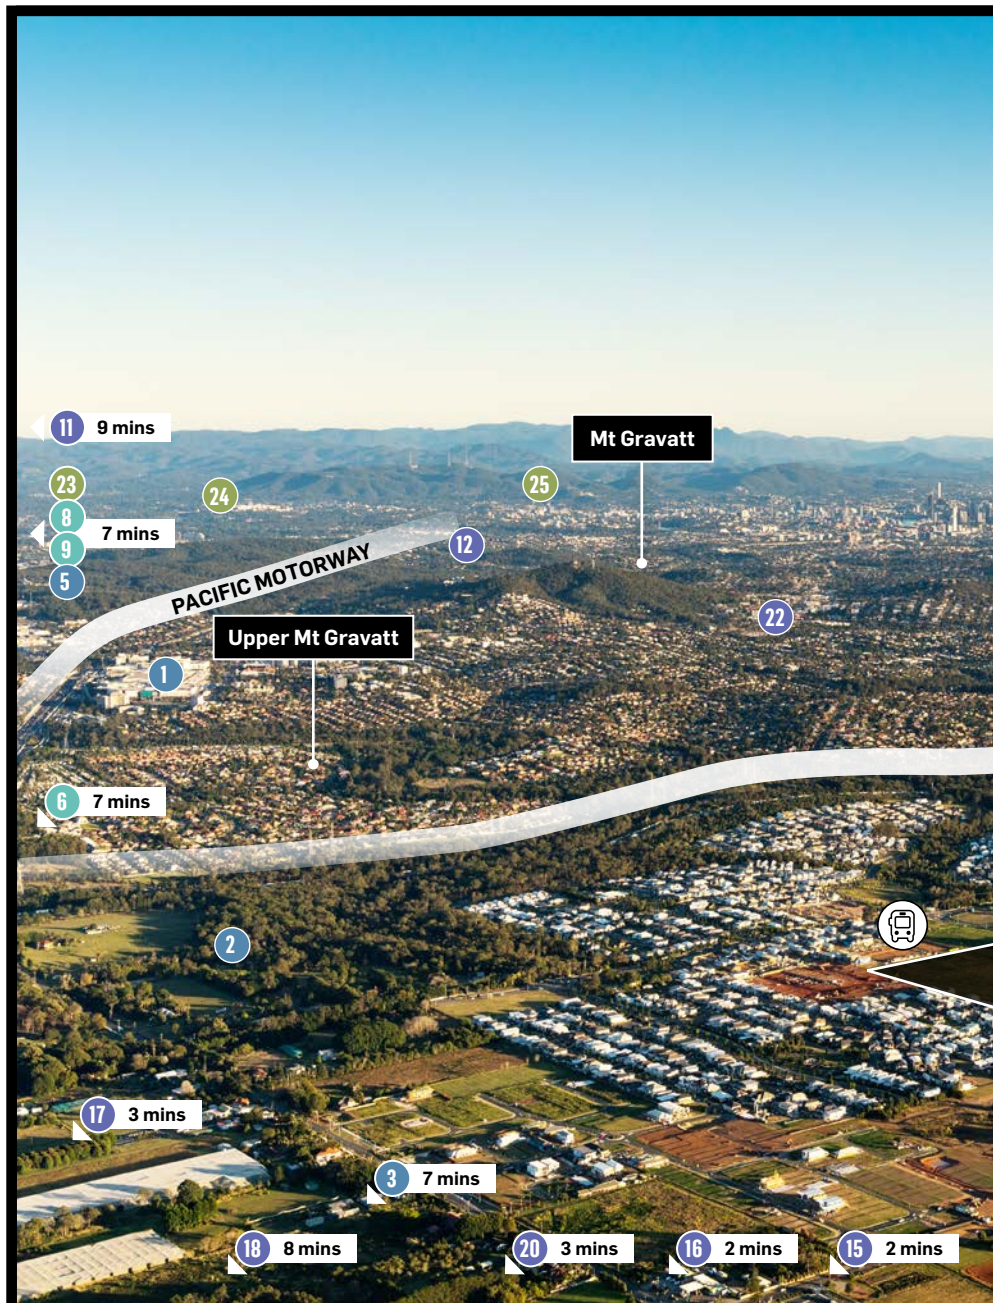 11 9 mins
Mt Gravatt
23
24
25
8
7 mins
9
12
5
PACIFIC MOTORWAY
22
Upper Mt Gravatt
1
6 7 mins
2
17 3 mins
3 7 mins
18 8 mins
20 3 mins
16 2 mins
15 2 mins